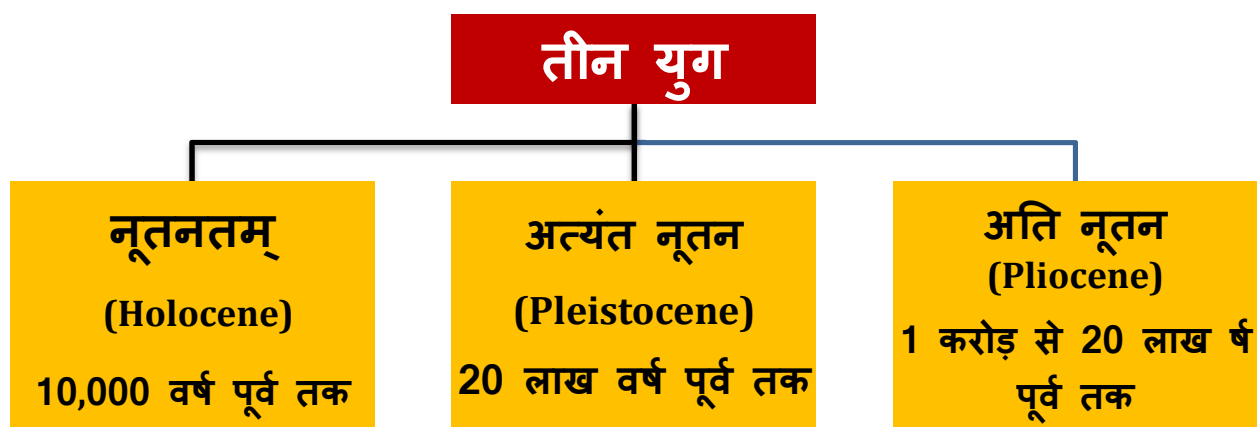 तीन युग
नूतनतम्
(Holocene)
10,000 वर्ष पूर्व तक
अत्यंत नूतन
(Pleistocene)
20 लाख वर्ष पूर्व तक
अति नूतन
(Pliocene)
1 करोड़ से 20 लाख र्ष
पूर्व तक